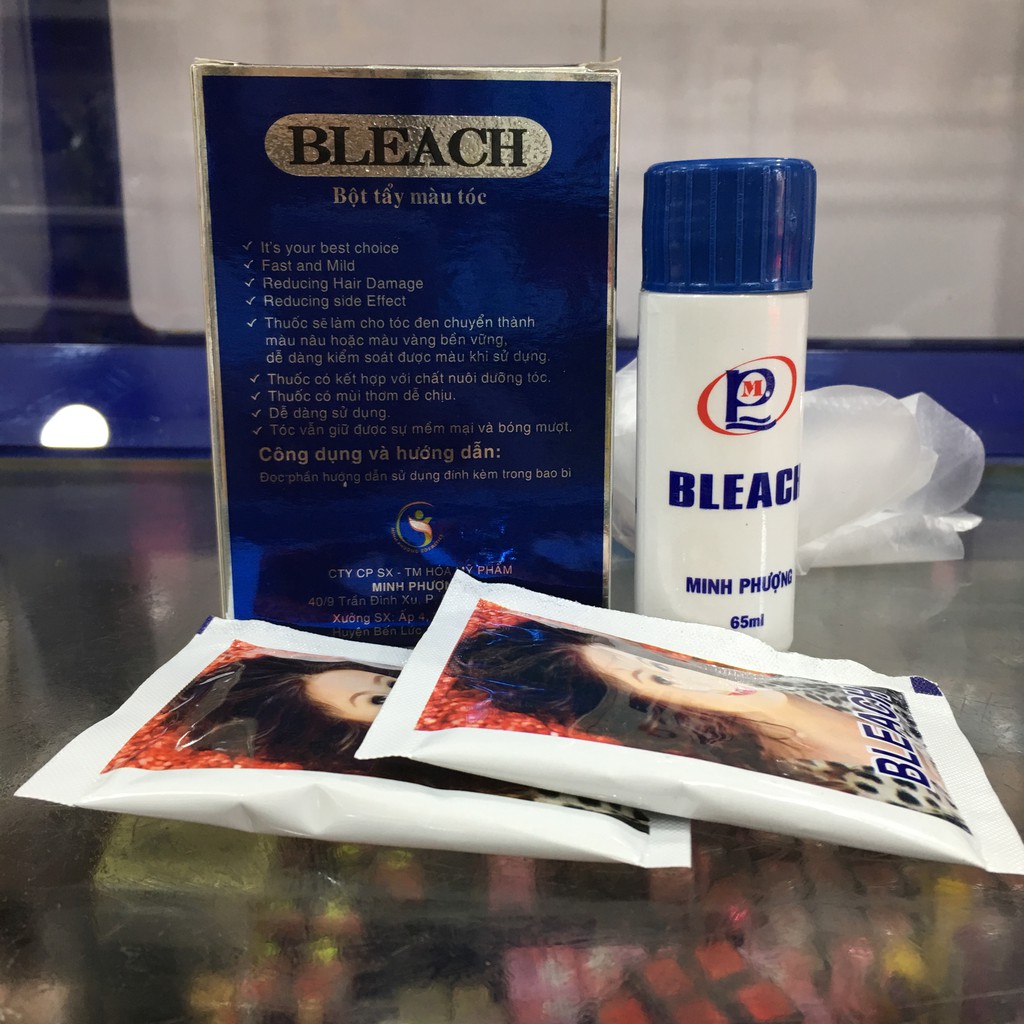 BLEACH
Bột tẩy màu tóc
It's your best choice
Fast and Mild
Reducing Hair Damage
Reducing side Effect
Thuốc sẽ làm cho tóc đen chuyển thành
màu nâu hoặc màu vàng bền vững,
dễ dàng kiểm soát được màu khi sử dụng.
Thuốc có kết hợp với chất nuôi dưỡng tóc.
Thuốc có mùi thơm dễ chịu.
Dễ dàng sử dụng.
Tóc vẫn giữ được sự mềm mại và bóng mượt.
Công dụng và hướng dẫn:
Đọc phần hướng dẫn sử dụng đính kèm trong bao bì
CTY CP SX - TM HÓA MỸ PHẨM
MINH PHƯỢN
40/9 Trần Đình Xu, P.
Xưởng SX: Ấp 4,
Huyện Bến Lức
PM
BLEACH
MINH PHƯỢNG
65ml
BLEACH